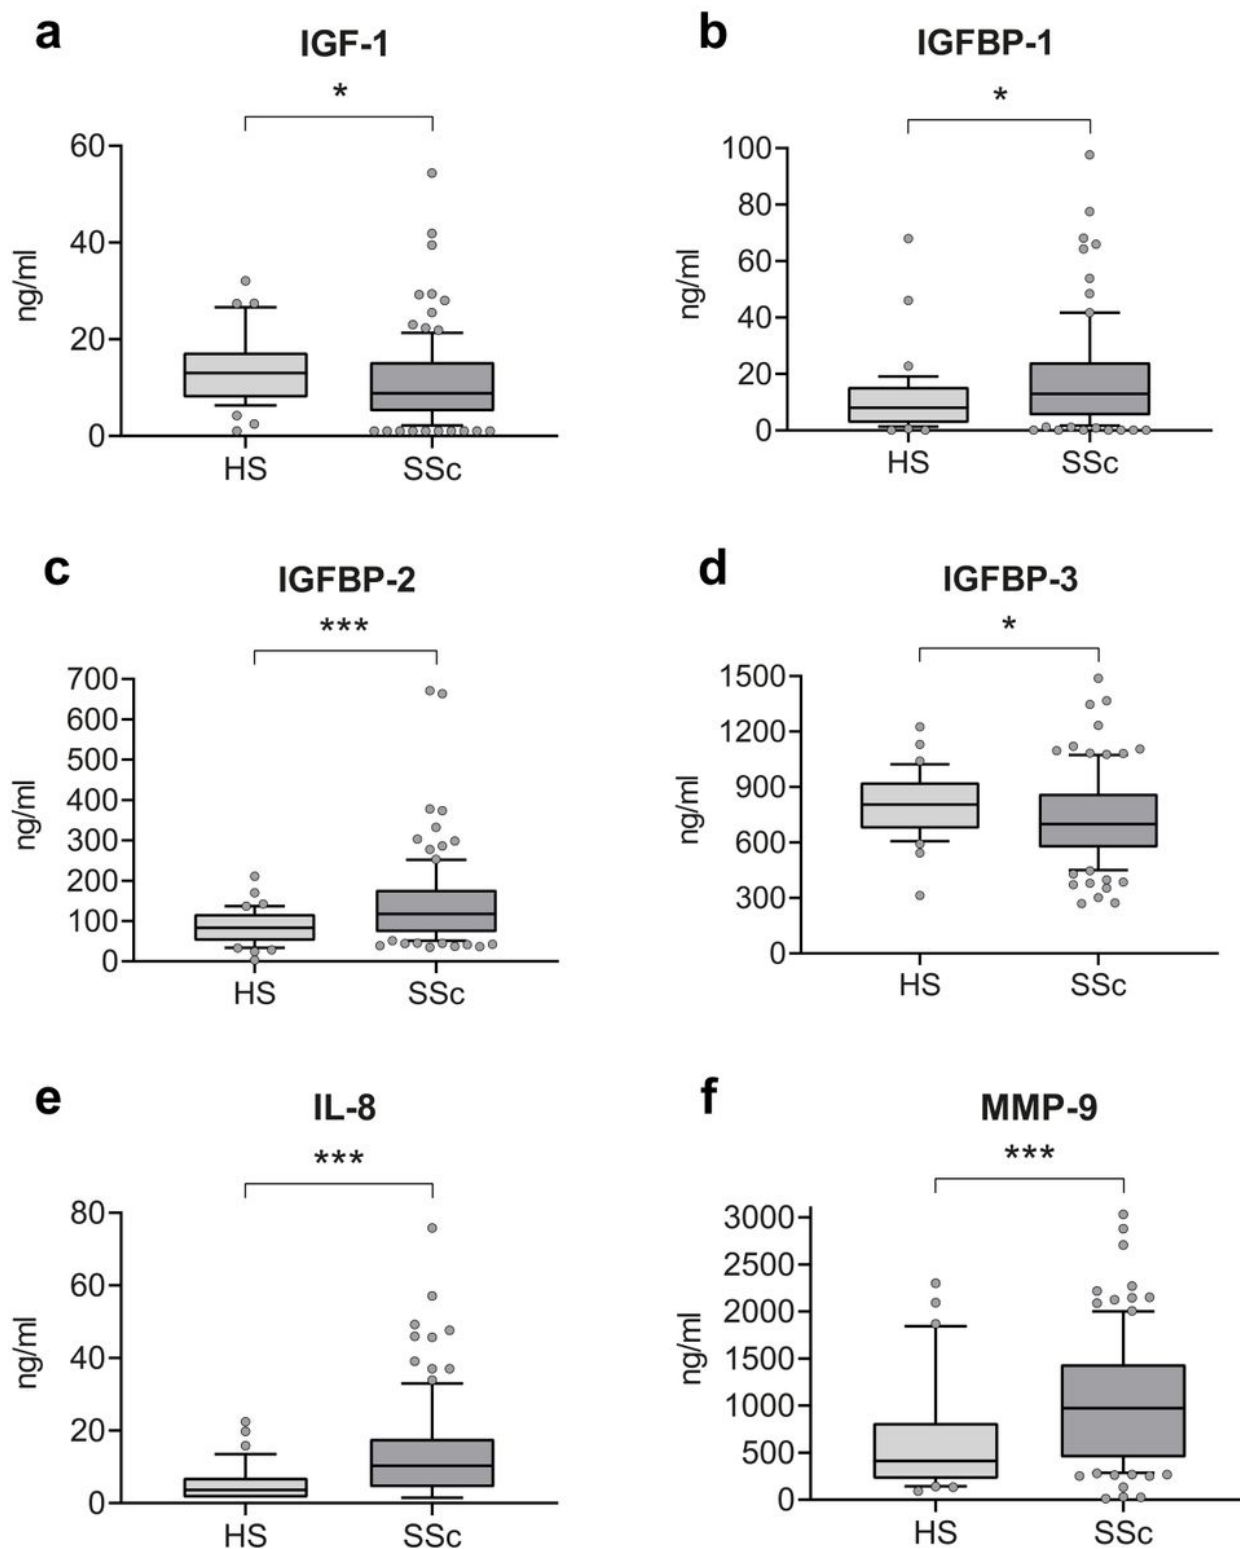 a
IGF-1
*
60
40
20
0
ng/ml
HS
SSc
b
IGFBP-1
*
100
80
60
40
20
0
ng/ml
HS
SSc
c
IGFBP-2
***
700
600
500
400
300
200
100
0
ng/ml
HS
SSc
d
IGFBP-3
*
1500
1200
900
600
300
0
ng/ml
HS
SSc
e
IL-8
***
80
60
40
20
0
ng/ml
HS
SSc
f
MMP-9
***
3000
2500
2000
1500
1000
500
0
ng/ml
HS
SSc